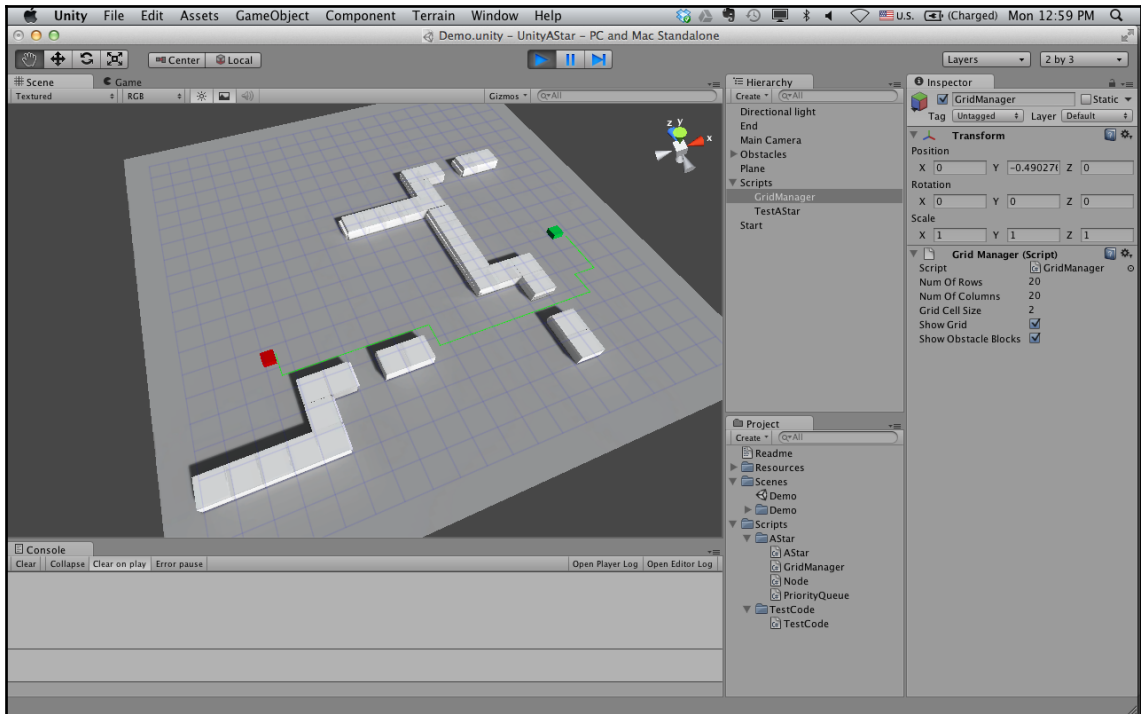 Unity File Edit Assets GameObject Component Terrain Window Help U.S. (Charged) Mon 12:59 PM
Demo.unity - UnityAStar - PC and Mac Standalone
Center Local Layers 2 by 3
Scene Game
Textured RGB Gizmos All
z y x
Console
Clear Collapse Clear on play Error pause Open Player Log Open Editor Log
Hierarchy
Create All
Directional light
End
Main Camera
Obstacles
Plane
Scripts
GridManager
TestAStar
Start
Project
Create All
Readme
Resources
Scenes
Demo
Demo
Scripts
AStar
AStar
GridManager
Node
PriorityQueue
TestCode
TestCode
Inspector
GridManager Static
Tag Untagged Layer Default
Transform
Position
X 0 Y -0.490276 Z 0
Rotation
X 0 Y 0 Z 0
Scale
X 1 Y 1 Z 1
Grid Manager (Script)
Script GridManager
Num Of Rows 20
Num Of Columns 20
Grid Cell Size 2
Show Grid
Show Obstacle Blocks